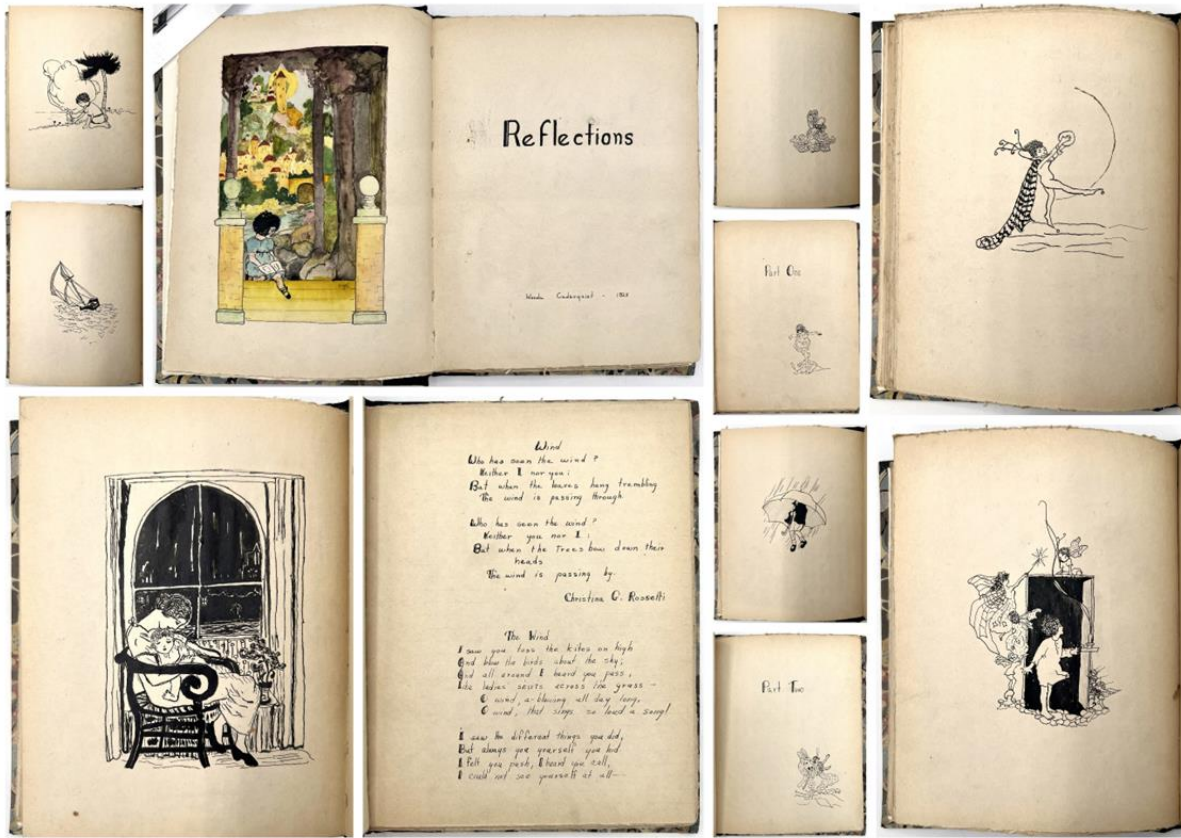 Reflections
Wanda Cederquist - 1920
Part One
Wind
Who has seen the wind?
Neither I nor you;
But when the leaves hang trembling
The wind is passing through
Who has seen the wind?
Neither you nor I;
But when the Trees bow down their
heads
The wind is passing by-
Christina G. Rossetti
The Wind
I saw you toss the kites on high
And blow the birds about the sky;
And all around I heard you pass,
Like ladies skirts across the grass -
O wind, a-blowing all day long,
O wind, that sings so loud a song!
I saw the different things you did,
But always you yourself you hid
I felt you push, I heard you call,
I could not see yourself at all-
Part Two